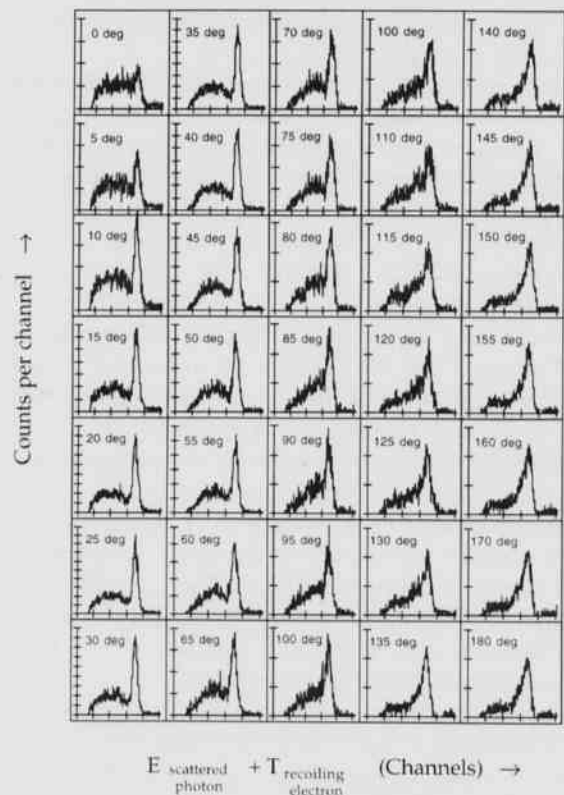 0 deg 35 deg 70 deg 100 deg 140 deg
5 deg 40 deg 75 deg 110 deg 145 deg
10 deg 45 deg 80 deg 115 deg 150 deg
15 deg 50 deg 85 deg 120 deg 155 deg
20 deg 55 deg 90 deg 125 deg 160 deg
25 deg 60 deg 95 deg 130 deg 170 deg
30 deg 65 deg 100 deg 135 deg 180 deg
Counts per channel →
E scattered photon + T recoiling electron (Channels) →